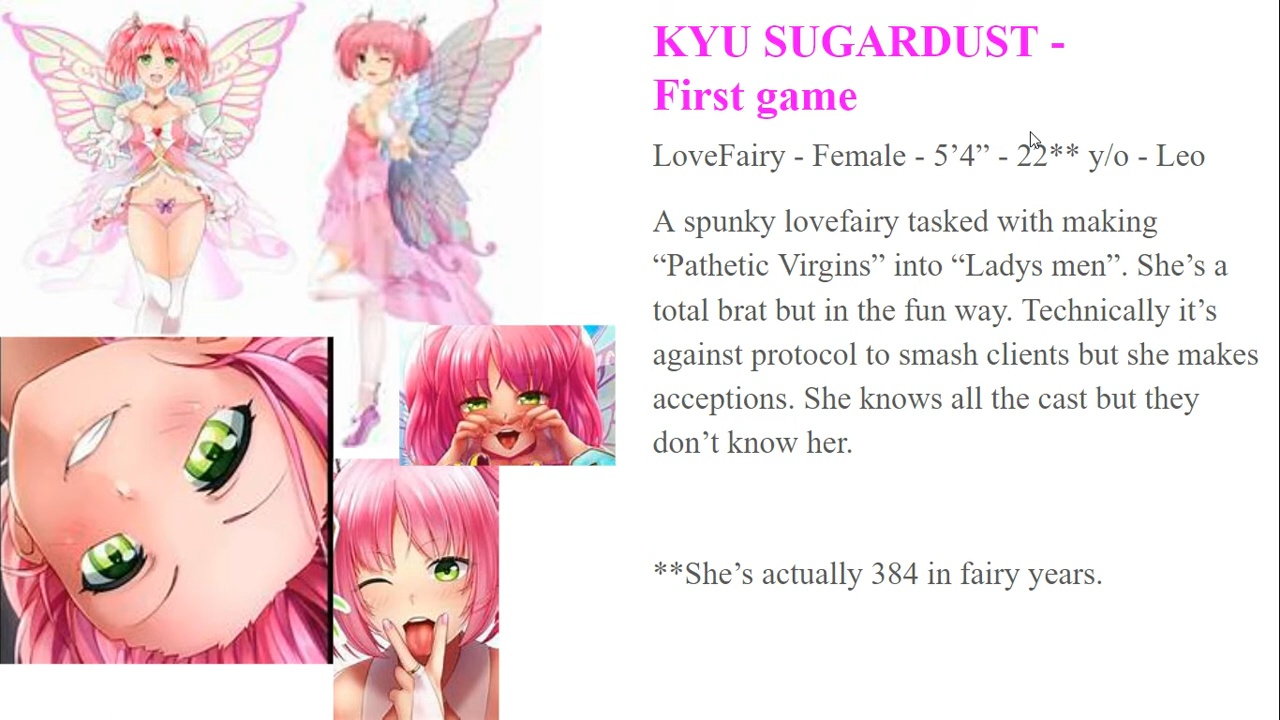 KYU SUGARDUST -
First game
LoveFairy - Female - 5’4” - 22** y/o - Leo
A spunky lovefairy tasked with making
“Pathetic Virgins” into “Ladys men”. She’s a
total brat but in the fun way. Technically it’s
against protocol to smash clients but she makes
acceptions. She knows all the cast but they
don’t know her.
**She’s actually 384 in fairy years.